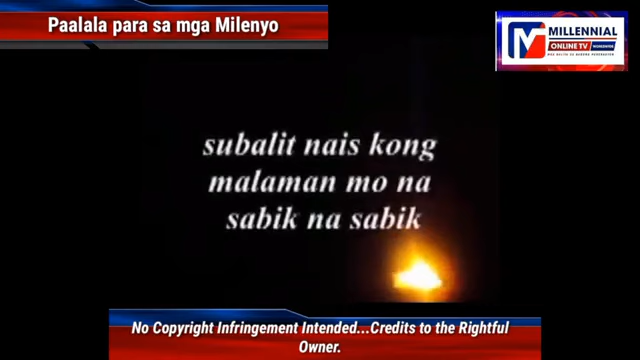 Paalala para sa mga Milenyo
MILLENNIAL
ONLINE TV WORLDWIDE
subalit nais kong
malaman mo na
sabik na sabik
No Copyright Infringement Intended...Credits to the Rightful
Owner.